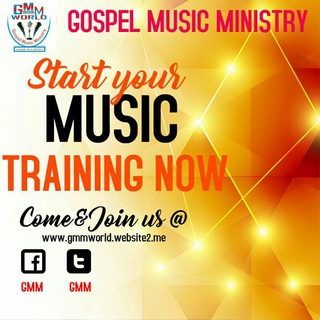 GMM
WORLD
GOSPEL MUSIC MINISTRY
Start your
MUSIC
TRAINING NOW
Come&Join us @
www.gmmworld.website2.me
GMM GMM